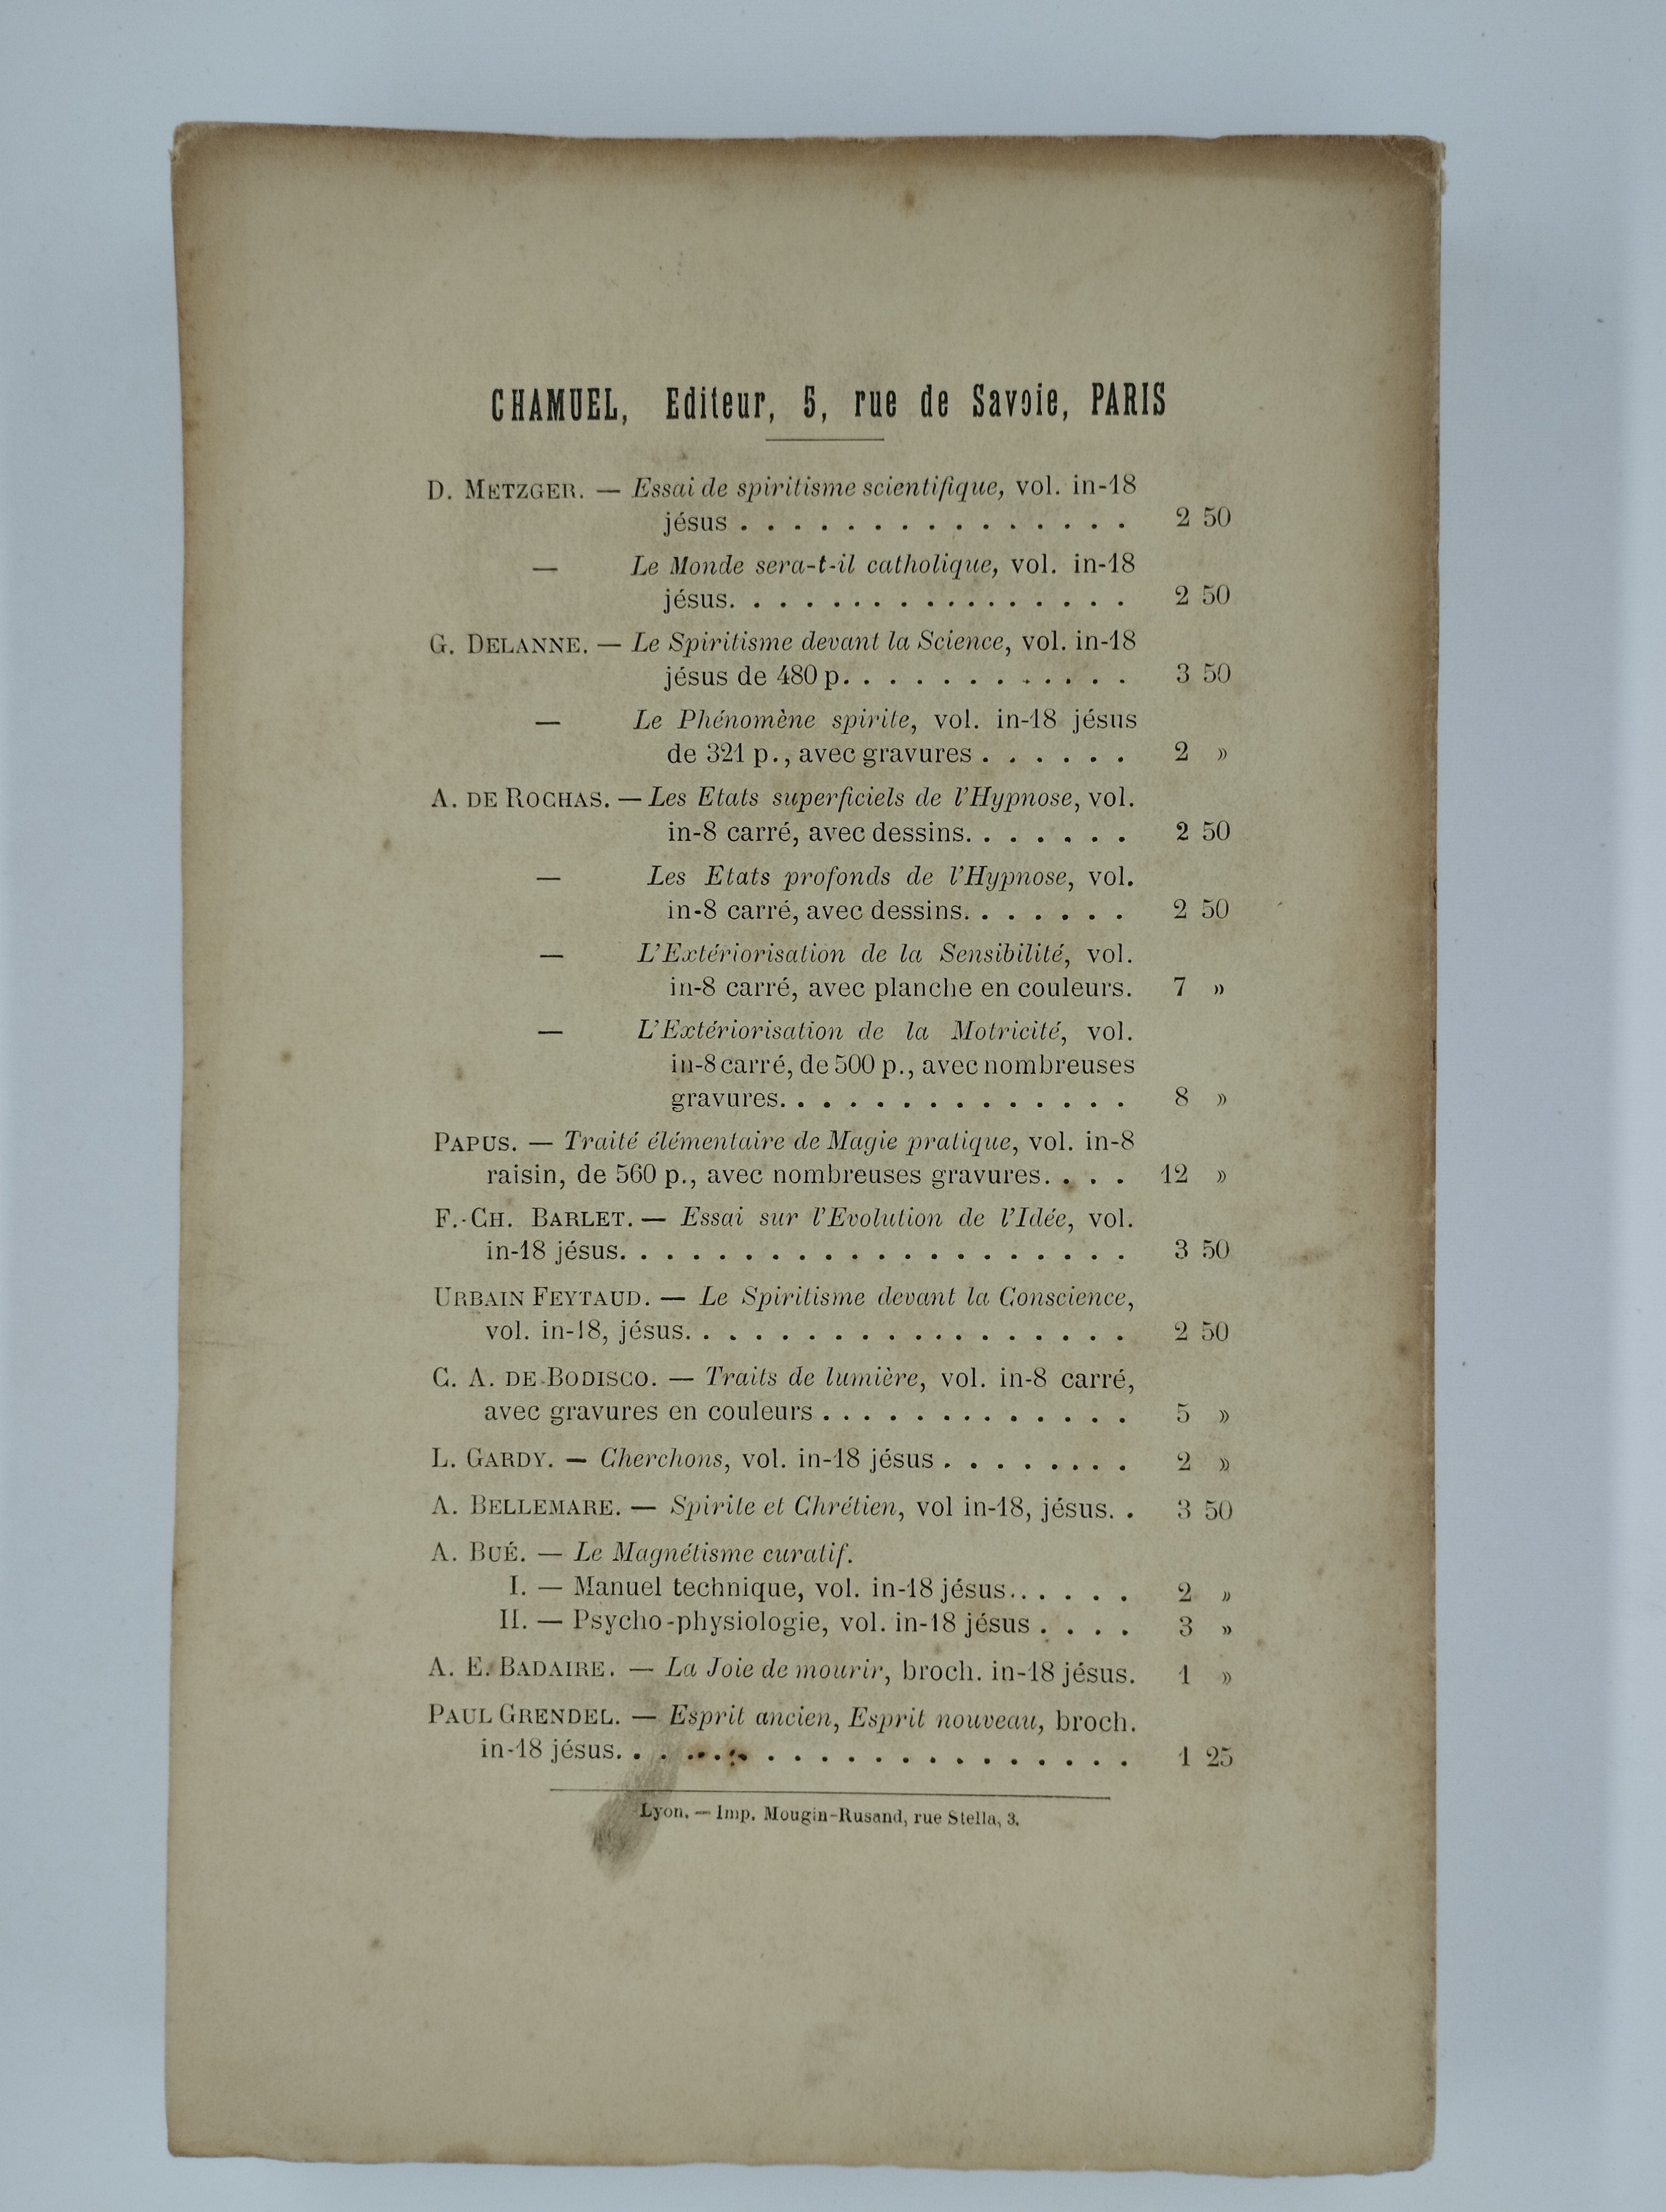 CHAMUEL, Editeur, 5, rue de Savoie, PARIS
D. METZGER. — Essai de spiritisme scientifique, vol. in-18
jésus . . . . . . . . . . . . . . . 2 50
— Le Monde sera-t-il catholique, vol. in-18
jésus. . . . . . . . . . . . . . . . 2 50
G. DELANNE. — Le Spiritisme devant la Science, vol. in-18
jésus de 480 p. . . . . . . . . . . . 3 50
— Le Phénomène spirite, vol. in-18 jésus
de 321 p., avec gravures . . . . . . 2 »
A. DE ROCHAS. — Les Etats superficiels de l'Hypnose, vol.
in-8 carré, avec dessins. . . . . . . 2 50
— Les Etats profonds de l'Hypnose, vol.
in-8 carré, avec dessins. . . . . . . 2 50
— L'Extériorisation de la Sensibilité, vol.
in-8 carré, avec planche en couleurs. 7 »
— L'Extériorisation de la Motricité, vol.
in-8 carré, de 500 p., avec nombreuses
gravures. . . . . . . . . . . . . . 8 »
PAPUS. — Traité élémentaire de Magie pratique, vol. in-8
raisin, de 560 p., avec nombreuses gravures. . . . 12 »
F.-CH. BARLET. — Essai sur l'Evolution de l'Idée, vol.
in-18 jésus. . . . . . . . . . . . . . . . . . . . 3 50
URBAIN FEYTAUD. — Le Spiritisme devant la Conscience,
vol. in-18, jésus. . . . . . . . . . . . . . . . . . 2 50
C. A. DE BODISCO. — Traits de lumière, vol. in-8 carré,
avec gravures en couleurs . . . . . . . . . . . . 5 »
L. GARDY. — Cherchons, vol. in-18 jésus . . . . . . . . 2 »
A. BELLEMARE. — Spirite et Chrétien, vol in-18, jésus. . 3 50
A. BUÉ. — Le Magnétisme curatif.
I. — Manuel technique, vol. in-18 jésus. . . . . . 2 »
II. — Psycho-physiologie, vol. in-18 jésus . . . . 3 »
A. E. BADAIRE. — La Joie de mourir, broch. in-18 jésus. 1 »
PAUL GRENDEL. — Esprit ancien, Esprit nouveau, broch.
in-18 jésus. . . . . . . . . . . . . . . . . . . . 1 25
Lyon. — Imp. Mougin-Rusand, rue Stella, 3.